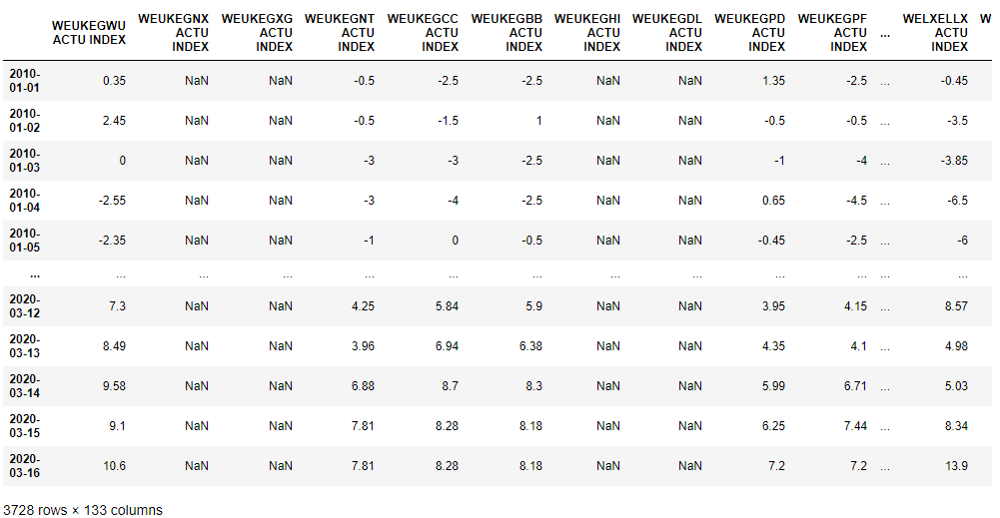 WEUKEGWU WEUKEGNX WEUKEGXG WEUKEGNT WEUKEGCC WEUKEGBB WEUKEGHI WEUKEGDL WEUKEGPD WEUKEGPF WELXELLX W
ACTU INDEX ACTU ACTU ACTU ACTU ACTU ACTU ACTU ACTU ACTU ... ACTU
INDEX INDEX INDEX INDEX INDEX INDEX INDEX INDEX INDEX INDEX
2010-
01-01 0.35 NaN NaN -0.5 -2.5 -2.5 NaN NaN 1.35 -2.5 ... -0.45
2010-
01-02 2.45 NaN NaN -0.5 -1.5 1 NaN NaN -0.5 -0.5 ... -3.5
2010-
01-03 0 NaN NaN -3 -3 -2.5 NaN NaN -1 -4 ... -3.85
2010-
01-04 -2.55 NaN NaN -3 -4 -2.5 NaN NaN 0.65 -4.5 ... -6.5
2010-
01-05 -2.35 NaN NaN -1 0 -0.5 NaN NaN -0.45 -2.5 ... -6
... ... ... ... ... ... ... ... ... ... ... ... ...
2020-
03-12 7.3 NaN NaN 4.25 5.84 5.9 NaN NaN 3.95 4.15 ... 8.57
2020-
03-13 8.49 NaN NaN 3.96 6.94 6.38 NaN NaN 4.35 4.1 ... 4.98
2020-
03-14 9.58 NaN NaN 6.88 8.7 8.3 NaN NaN 5.99 6.71 ... 5.03
2020-
03-15 9.1 NaN NaN 7.81 8.28 8.18 NaN NaN 6.25 7.44 ... 8.34
2020-
03-16 10.6 NaN NaN 7.81 8.28 8.18 NaN NaN 7.2 7.2 ... 13.9
3728 rows × 133 columns